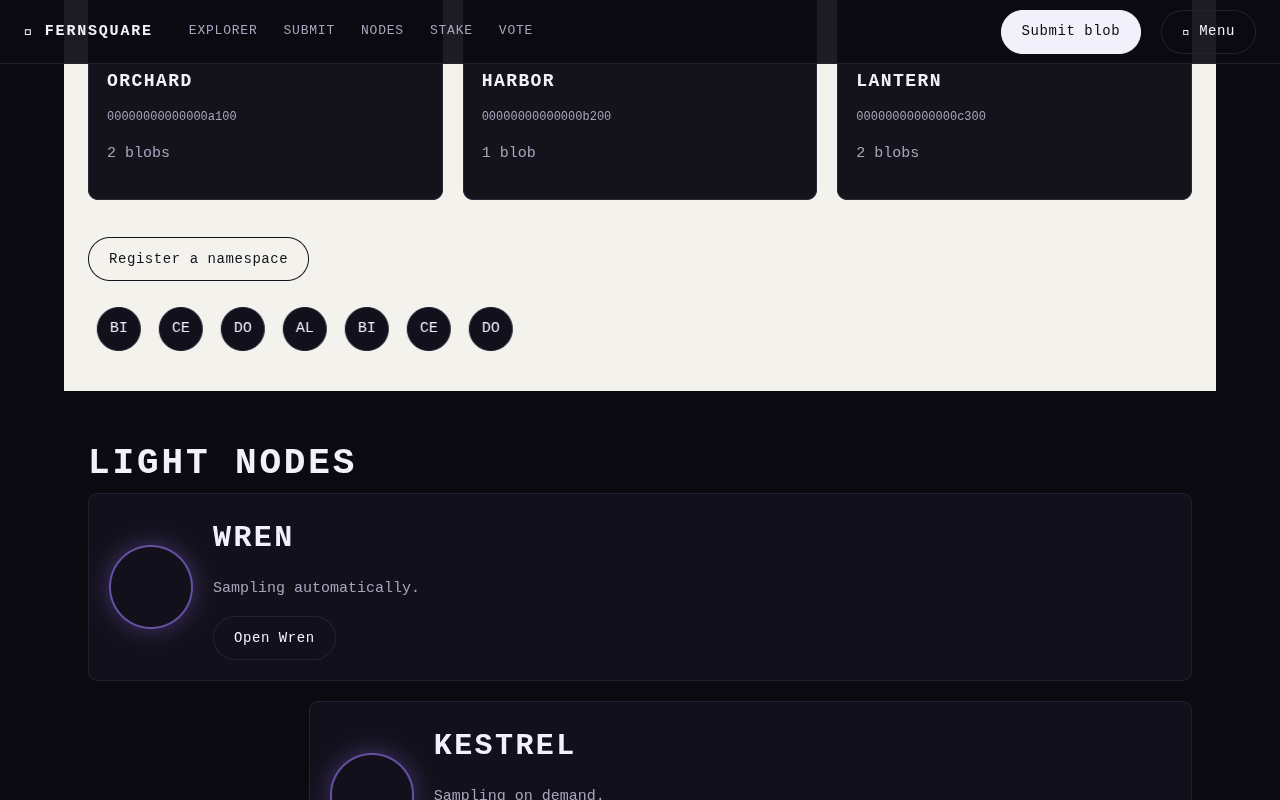 FERNSQUARE EXPLORER SUBMIT NODES STAKE VOTE Submit blob Menu
ORCHARD HARBOR LANTERN
00000000000000a100 00000000000000b200 00000000000000c300
2 blobs 1 blob 2 blobs
Register a namespace
BI CE DO AL BI CE DO
LIGHT NODES
WREN
Sampling automatically.
Open Wren
KESTREL
Sampling on demand.